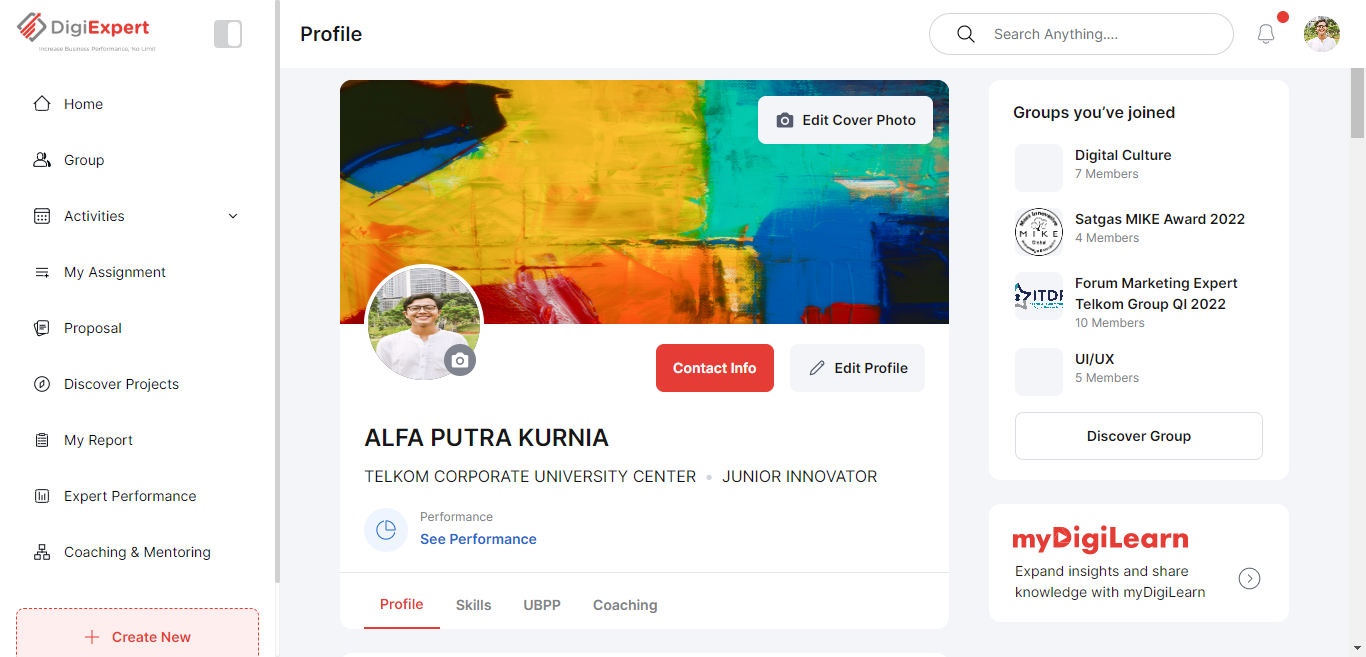 DigiExpert
Increase Business Performance, No Limit
Profile
Search Anything....
Home
Group
Activities
My Assignment
Proposal
Discover Projects
My Report
Expert Performance
Coaching & Mentoring
Create New
Edit Cover Photo
Contact Info
Edit Profile
ALFA PUTRA KURNIA
TELKOM CORPORATE UNIVERSITY CENTER • JUNIOR INNOVATOR
Performance
See Performance
Profile Skills UBPP Coaching
Groups you’ve joined
Digital Culture
7 Members
MIKE
Satgas MIKE Award 2022
4 Members
ITDR
Forum Marketing Expert
Telkom Group QI 2022
10 Members
UI/UX
5 Members
Discover Group
myDigiLearn
Expand insights and share
knowledge with myDigiLearn